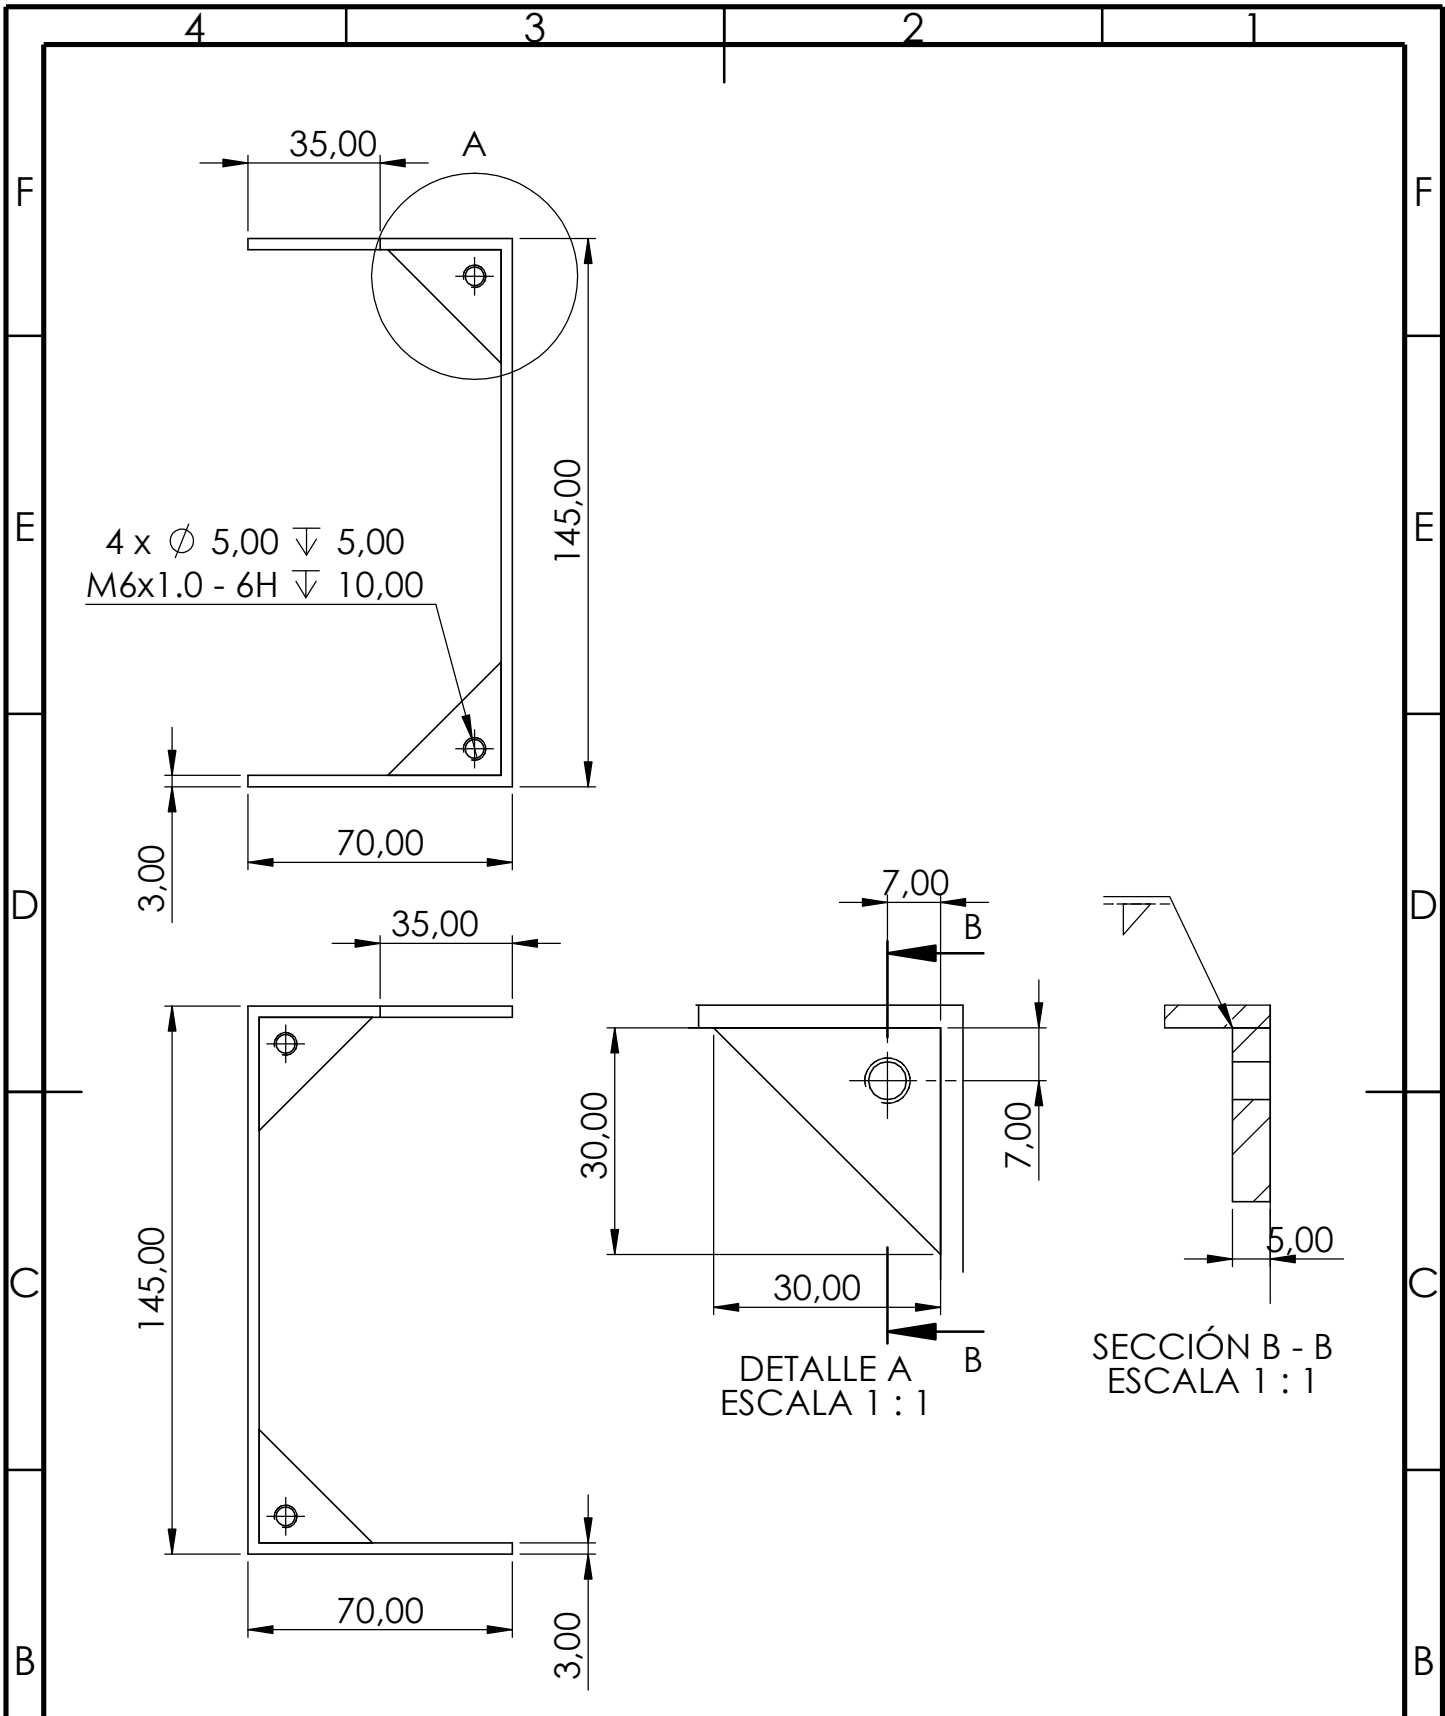 4 3 2 1
F F
35,00 A
E E
145,00
4 x ∅ 5,00 ↧ 5,00
M6x1.0 - 6H ↧ 10,00
70,00
3,00
D D
7,00
35,00
B
30,00
7,00
145,00
5,00
C C
30,00
B
DETALLE A
ESCALA 1 : 1
SECCIÓN B - B
ESCALA 1 : 1
70,00
3,00
B B